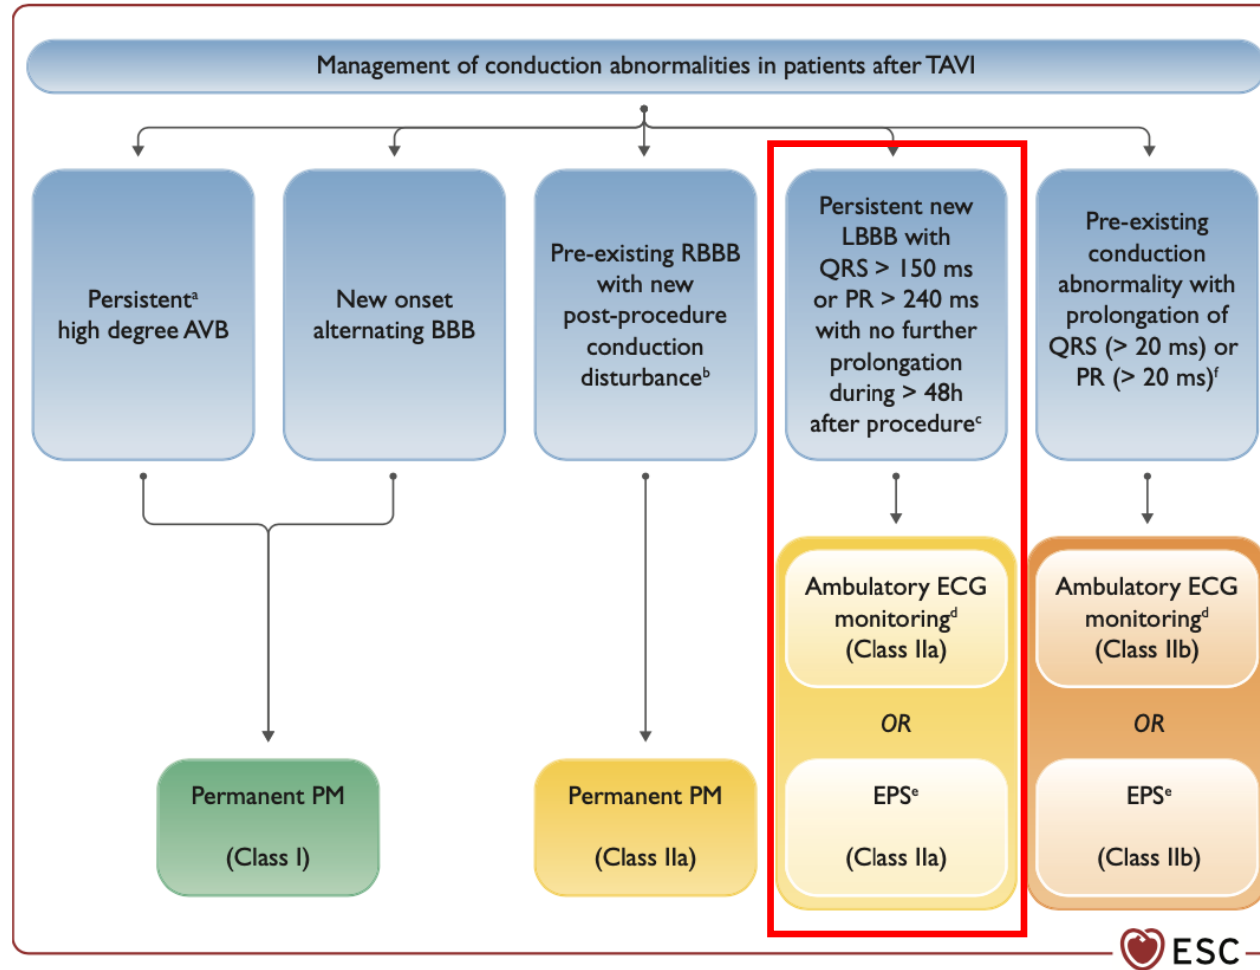 Management of conduction abnormalities in patients after TAVI
Persistentᵃ
high degree AVB
New onset
alternating BBB
Pre-existing RBBB
with new
post-procedure
conduction
disturbanceᵇ
Persistent new
LBBB with
QRS > 150 ms
or PR > 240 ms
with no further
prolongation
during > 48h
after procedureᶜ
Pre-existing
conduction
abnormality with
prolongation of
QRS (> 20 ms) or
PR (> 20 ms)ᶠ
Permanent PM
(Class I)
Permanent PM
(Class IIa)
Ambulatory ECG
monitoringᵈ
(Class IIa)
OR
EPSᵉ
(Class IIa)
Ambulatory ECG
monitoringᵈ
(Class IIb)
OR
EPSᵉ
(Class IIb)
ESC